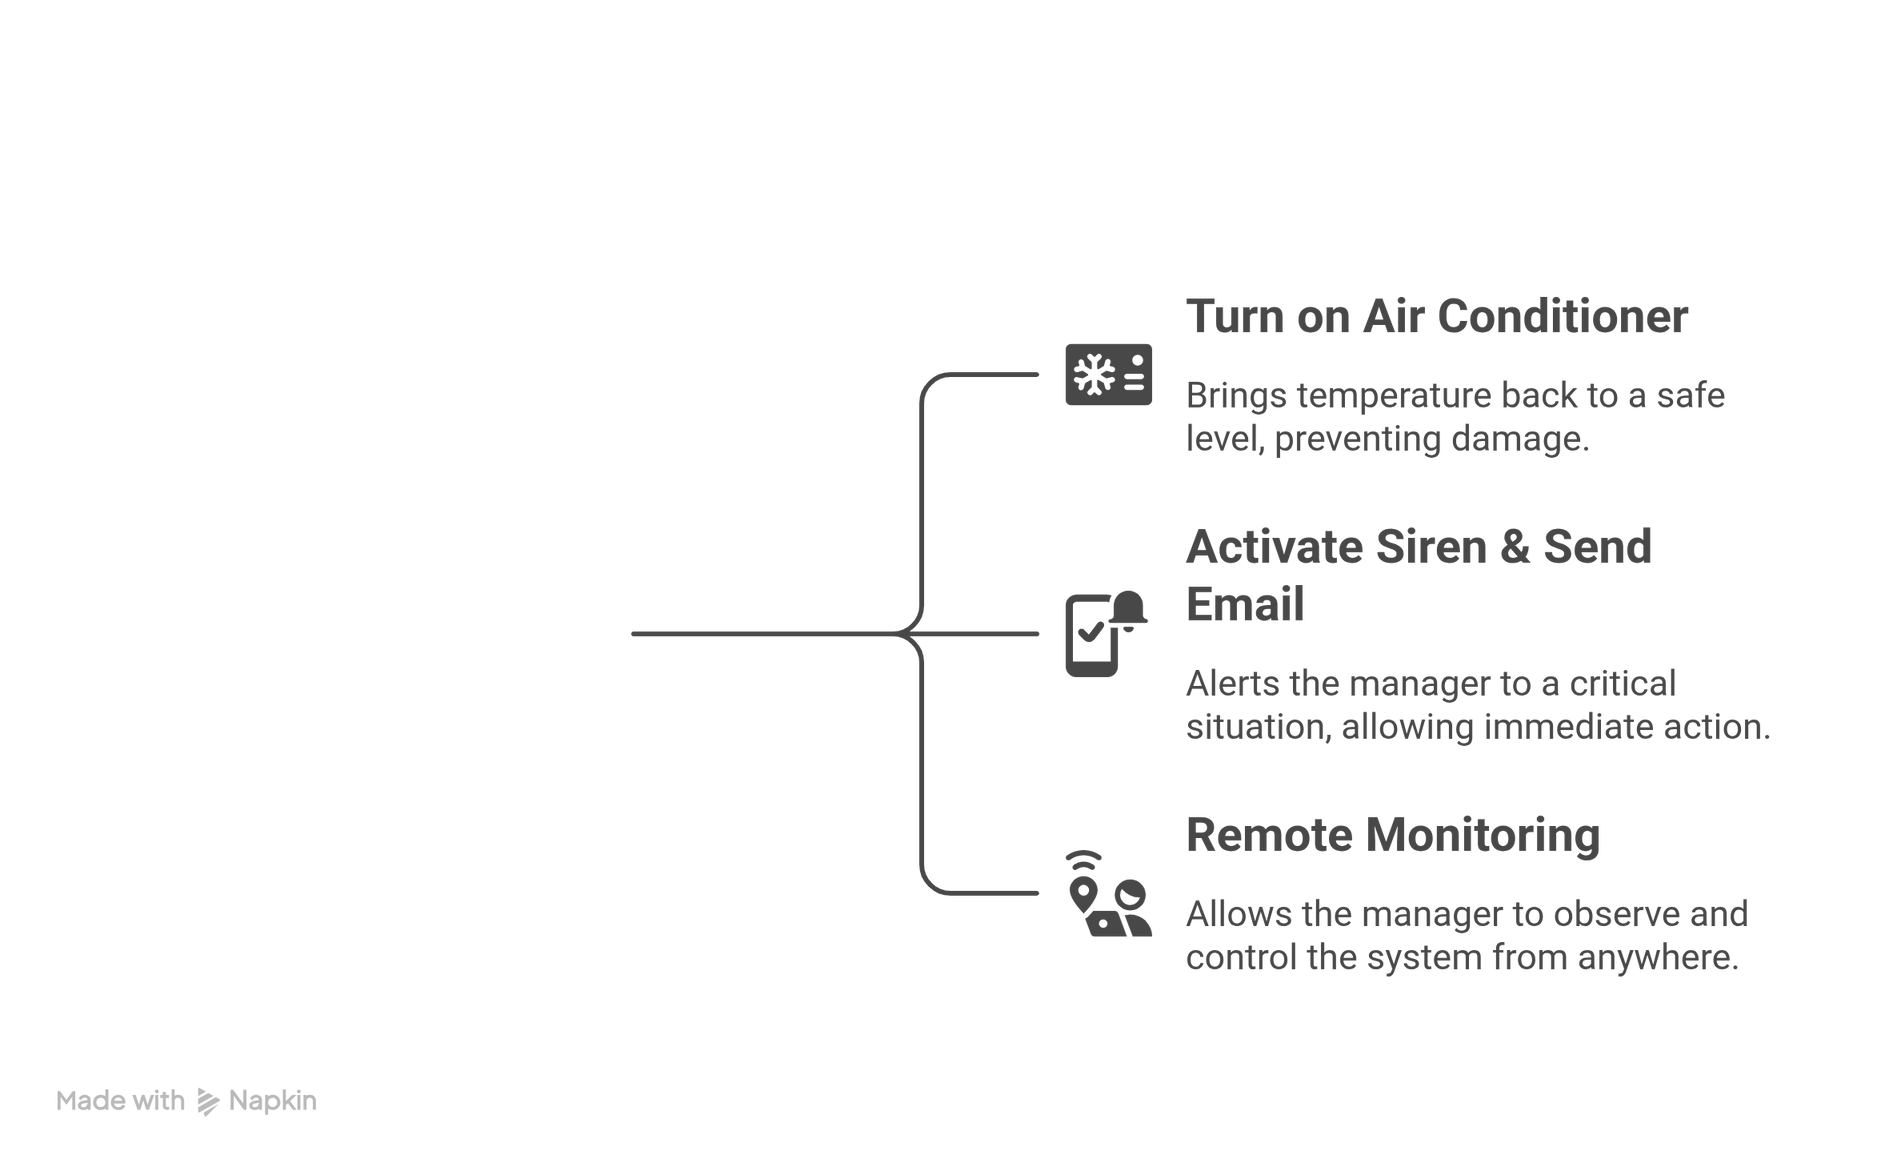 Turn on Air Conditioner
Brings temperature back to a safe
level, preventing damage.
Activate Siren & Send
Email
Alerts the manager to a critical
situation, allowing immediate action.
Remote Monitoring
Allows the manager to observe and
control the system from anywhere.
Made with Napkin